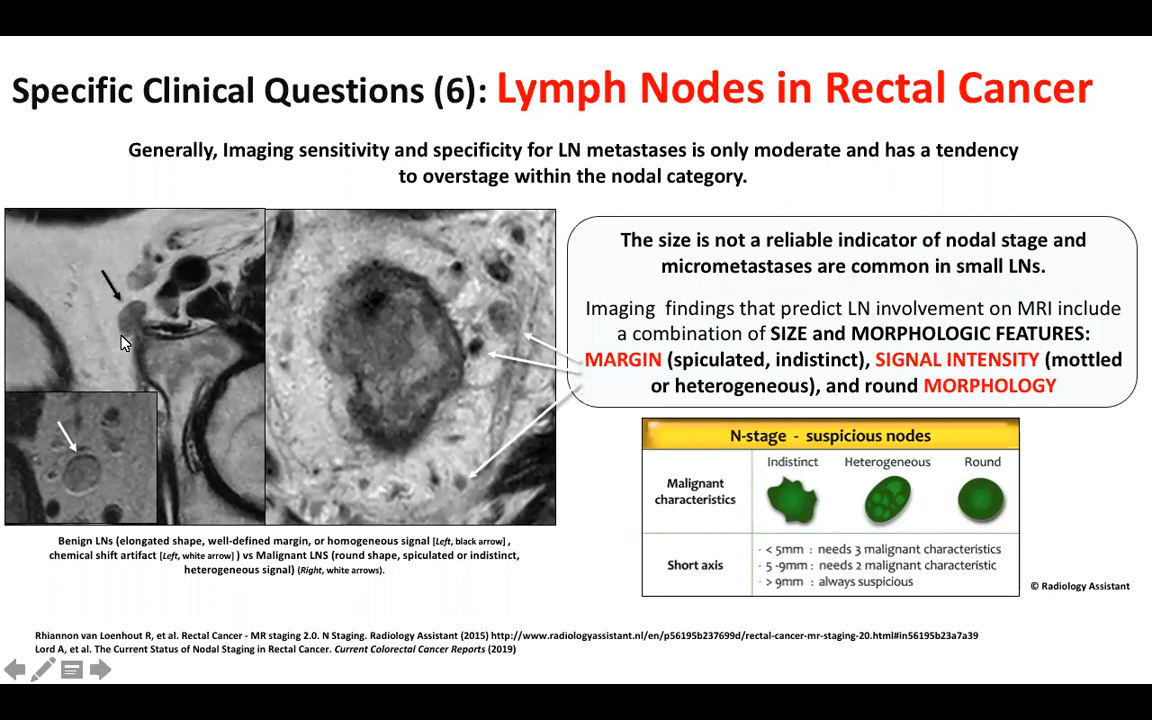 Specific Clinical Questions (6): Lymph Nodes in Rectal Cancer
Generally, Imaging sensitivity and specificity for LN metastases is only moderate and has a tendency
to overstage within the nodal category.
The size is not a reliable indicator of nodal stage and
micrometastases are common in small LNs.
Imaging findings that predict LN involvement on MRI include
a combination of SIZE and MORPHOLOGIC FEATURES:
MARGIN (spiculated, indistinct), SIGNAL INTENSITY (mottled
or heterogeneous), and round MORPHOLOGY
N-stage - suspicious nodes
Indistinct Heterogeneous Round
Malignant
characteristics
Short axis
- < 5mm : needs 3 malignant characteristics
- 5 -9mm : needs 2 malignant characteristic
- > 9mm : always suspicious
© Radiology Assistant
Benign LNs (elongated shape, well-defined margin, or homogeneous signal [Left, black arrow] ,
chemical shift artifact [Left, white arrow] ) vs Malignant LNS (round shape, spiculated or indistinct,
heterogeneous signal) (Right, white arrows).
Rhiannon van Loenhout R, et al. Rectal Cancer - MR staging 2.0. N Staging. Radiology Assistant (2015) http://www.radiologyassistant.nl/en/p56195b237699d/rectal-cancer-mr-staging-20.html#in56195b23a7a39
Lord A, et al. The Current Status of Nodal Staging in Rectal Cancer. Current Colorectal Cancer Reports (2019)